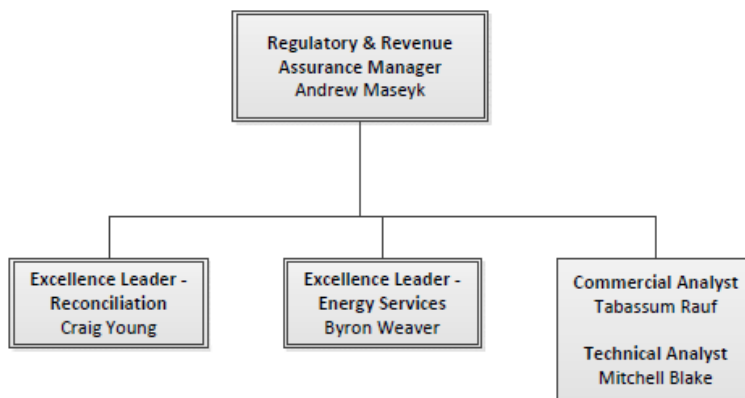 Regulatory & Revenue
Assurance Manager
Andrew Maseyk
Excellence Leader -
Reconciliation
Craig Young
Excellence Leader -
Energy Services
Byron Weaver
Commercial Analyst
Tabassum Rauf
Technical Analyst
Mitchell Blake